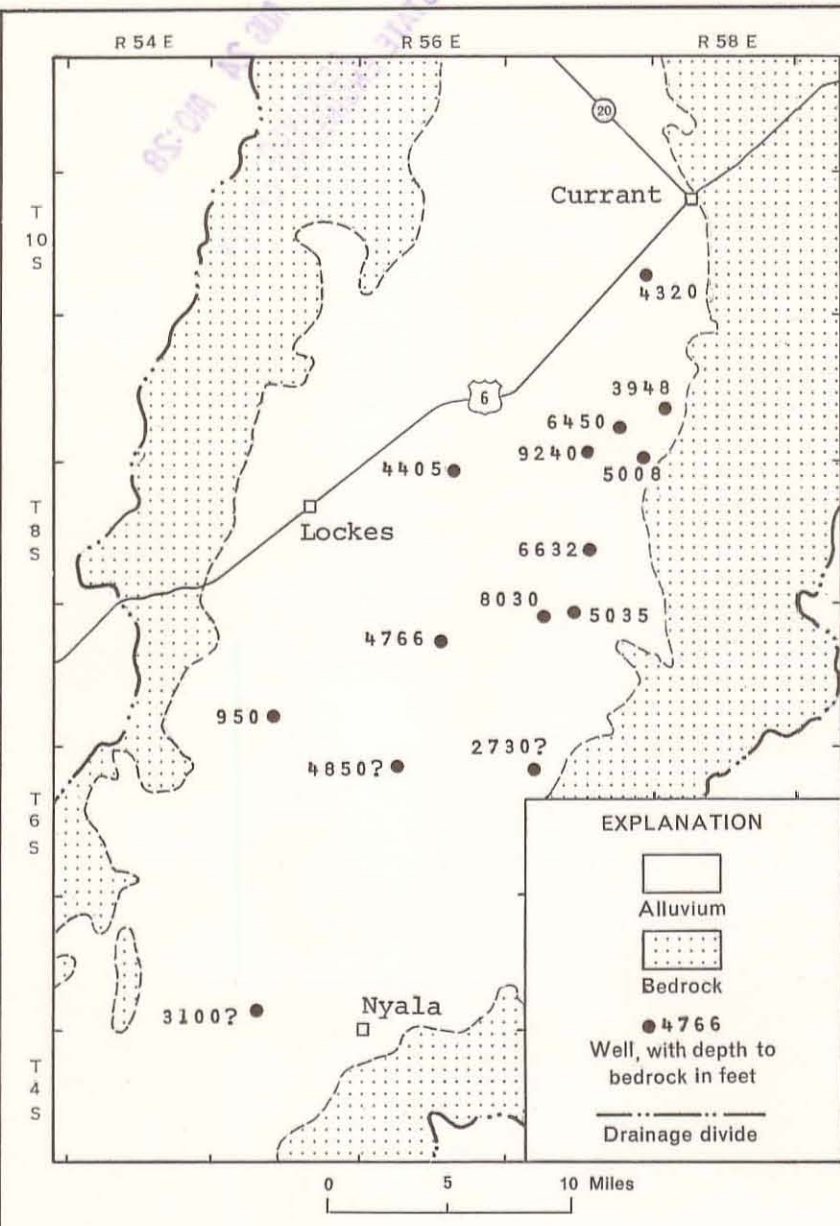 R 54 E R 56 E R 58 E
20
Currant
T
10
S
4320
3948
6
6450
9240
4405
5008
T
8
S
Lockes
6632
8030
5035
4766
950
2730?
4850?
T
6
S
EXPLANATION
Alluvium
Bedrock
4766
Well, with depth to
bedrock in feet
Drainage divide
3100?
Nyala
T
4
S
0 5 10 Miles